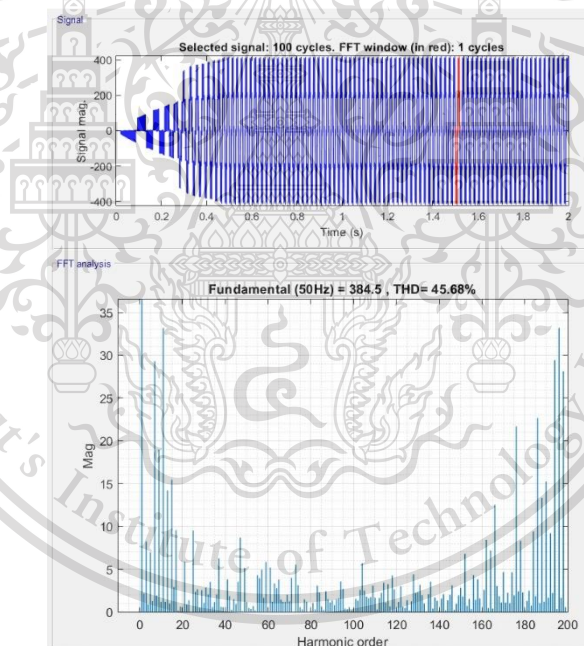 Signal
Selected signal: 100 cycles. FFT window (in red): 1 cycles
400
200
0
-200
-400
Signal mag.
0 0.2 0.4 0.6 0.8 1 1.2 1.4 1.6 1.8 2
Time (s)
FFT analysis
Fundamental (50Hz) = 384.5 , THD= 45.68%
35
30
25
20
15
10
5
0
Mag
0 20 40 60 80 100 120 140 160 180 200
Harmonic order
t's Institute of Technology